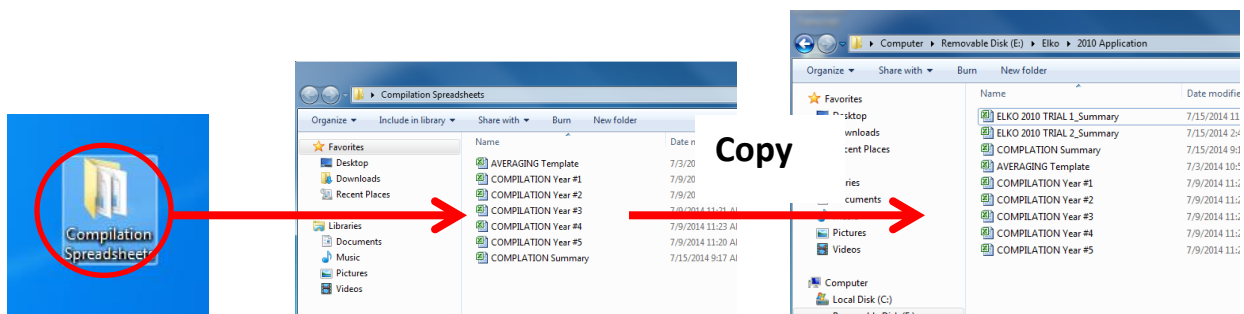 Compilation
Spreadsheets
Compilation Spreadsheets
Organize Include in library Share with Burn New folder
Favorites
Desktop
Downloads
Recent Places
Libraries
Documents
Music
Pictures
Videos
Name
AVERAGING Template 7/3/20
COMPILATION Year #1 7/9/20
COMPILATION Year #2 7/9/20
COMPILATION Year #3 7/9/2014 11:21 AM
COMPILATION Year #4 7/9/2014 11:23 A
COMPILATION Year #5 7/9/2014 11:20 A
COMPLATION Summary 7/15/2014 9:17 A
Copy
Computer Removable Disk (E:) Elko 2010 Application
Organize Share with Burn New folder
Favorites
Desktop
wnloads
cent Places
ries
cuments
Pictures
Videos
Computer
Local Disk (C:)
Name Date modifie
ELKO 2010 TRIAL 1_Summary 7/15/2014 11
ELKO 2010 TRIAL 2_Summary 7/15/2014 2:4
COMPLATION Summary 7/15/2014 9:1
AVERAGING Template 7/3/2014 10:5
COMPILATION Year #1 7/9/2014 11:2
COMPILATION Year #2 7/9/2014 11:2
COMPILATION Year #3 7/9/2014 11:2
COMPILATION Year #4 7/9/2014 11:2
COMPILATION Year #5 7/9/2014 11:2